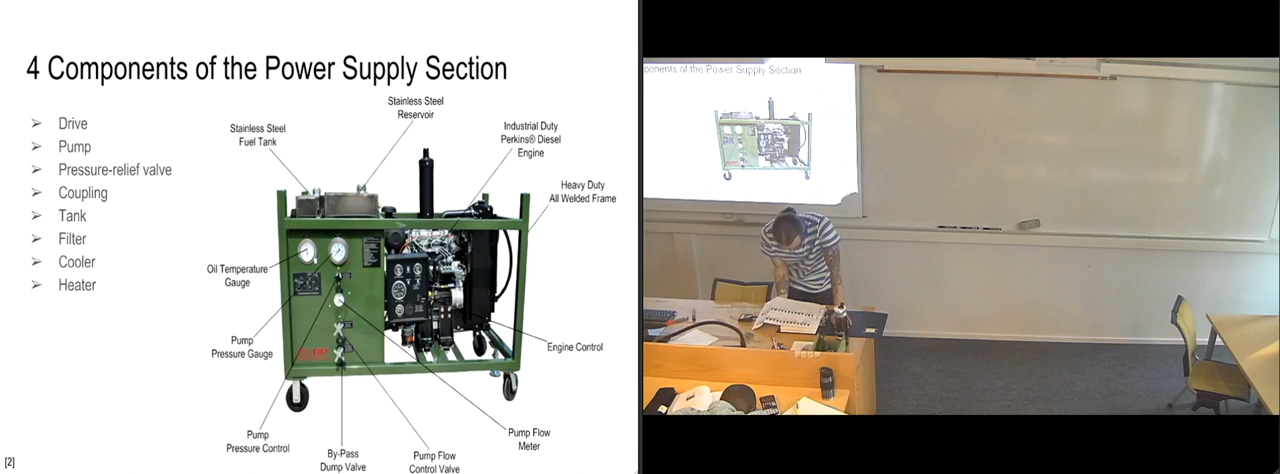 4 Components of the Power Supply Section
➢ Drive
➢ Pump
➢ Pressure-relief valve
➢ Coupling
➢ Tank
➢ Filter
➢ Cooler
➢ Heater
Stainless Steel
Reservoir
Stainless Steel
Fuel Tank
Industrial Duty
Perkins® Diesel
Engine
Heavy Duty
All Welded Frame
Oil Temperature
Gauge
Pump
Pressure Gauge
Engine Control
Pump
Pressure Control
By-Pass
Dump Valve
Pump Flow
Control Valve
Pump Flow
Meter
[2]
ponents of the Power Supply Section